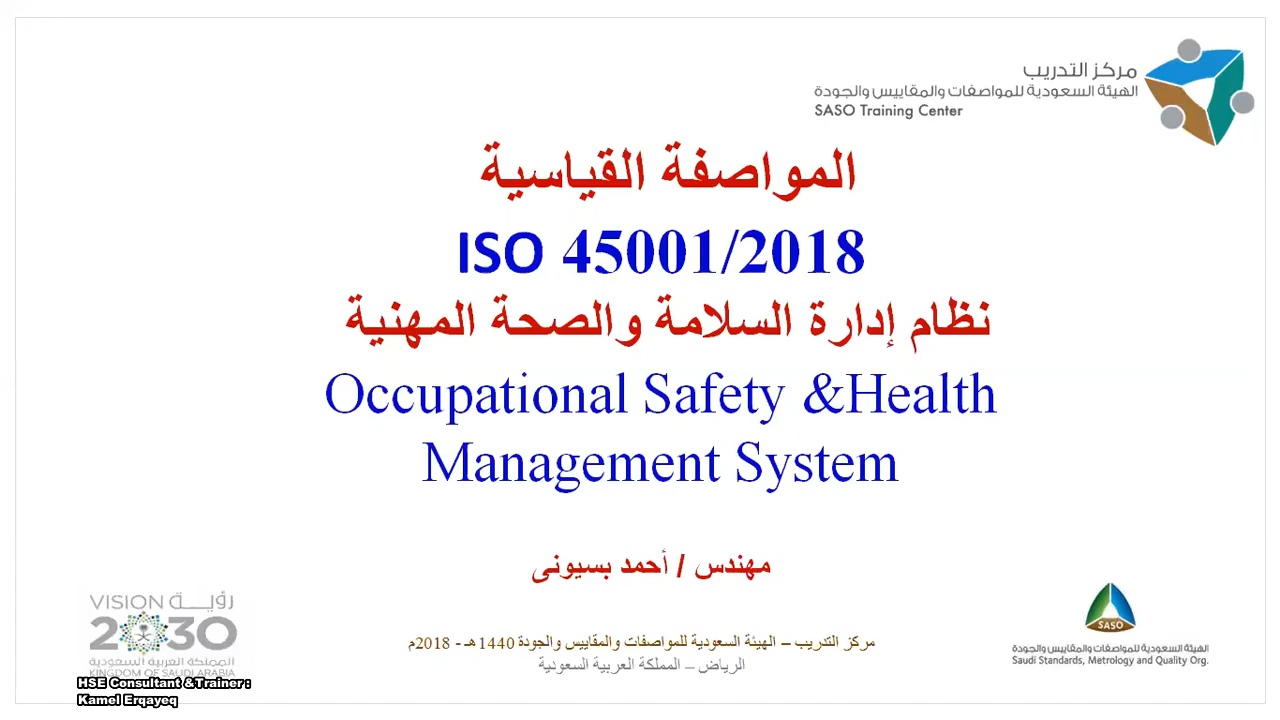 مركز التدريب
الهيئة السعودية للمواصفات والمقاييس والجودة
SASO Training Center
المواصفة القياسية
ISO 45001/2018
نظام إدارة السلامة والصحة المهنية
Occupational Safety &Health
Management System
مهندس / أحمد بسيونى
مركز التدريب – الهيئة السعودية للمواصفات والمقاييس والجودة 1440هـ - 2018م
الرياض – المملكة العربية السعودية
VISION رؤيـــة
2030
المملكة العربية السعودية
KINGDOM OF SAUDI ARABIA
HSE Consultant &Trainer:
Kamel Erqayeq
SASO
الهيئة السعودية للمواصفات والمقاييس والجودة
Saudi Standards, Metrology and Quality Org.